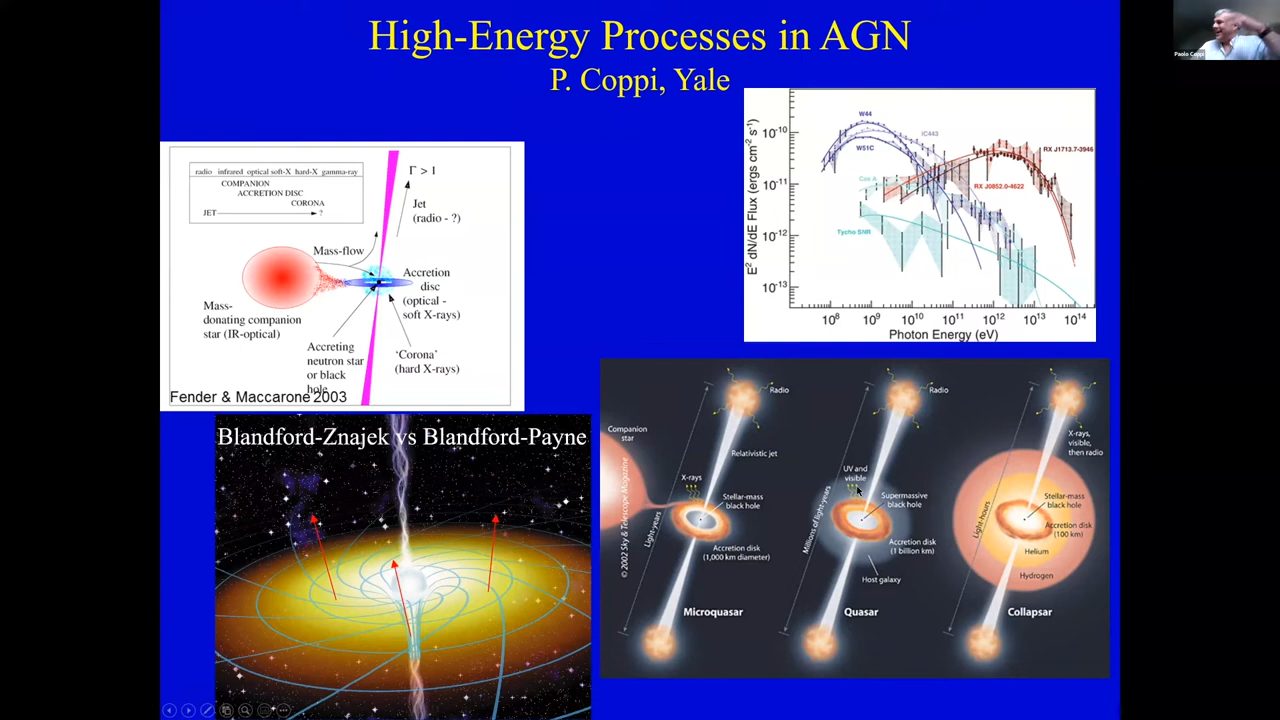 High-Energy Processes in AGN
P. Coppi, Yale
Paolo Coppi
radio infrared optical soft-X hard-X gamma-ray
COMPANION
ACCRETION DISC
CORONA
JET
?
Γ > 1
Jet
(radio - ?)
Mass-flow
Accretion
disc
(optical -
soft X-rays)
Mass-
donating companion
star (IR-optical)
Accreting
neutron star
or black
hole
'Corona'
(hard X-rays)
Fender & Maccarone 2003
E² dN/dE Flux (ergs cm⁻² s⁻¹)
10⁻¹⁰
10⁻¹¹
10⁻¹²
10⁻¹³
W44
IC443
W51C
RX J1713.7-3946
Cas A
RX J0852.0-4622
Tycho SNR
10⁸ 10⁹ 10¹⁰ 10¹¹ 10¹² 10¹³ 10¹⁴
Photon Energy (eV)
Blandford-Znajek vs Blandford-Payne
© 2002 Sky & Telescope Magazine
Companion
star
Radio
Relativistic jet
X-rays
Stellar-mass
black hole
Light-years
Accretion disk
(1,000 km diameter)
Microquasar
Radio
UV and
visible
Supermassive
black hole
Millions of light-years
Accretion disk
(1 billion km)
Host galaxy
Quasar
X-rays,
visible,
then radio
Stellar-mass
black hole
Light-hours
Accretion disk
(100 km)
Helium
Hydrogen
Collapsar